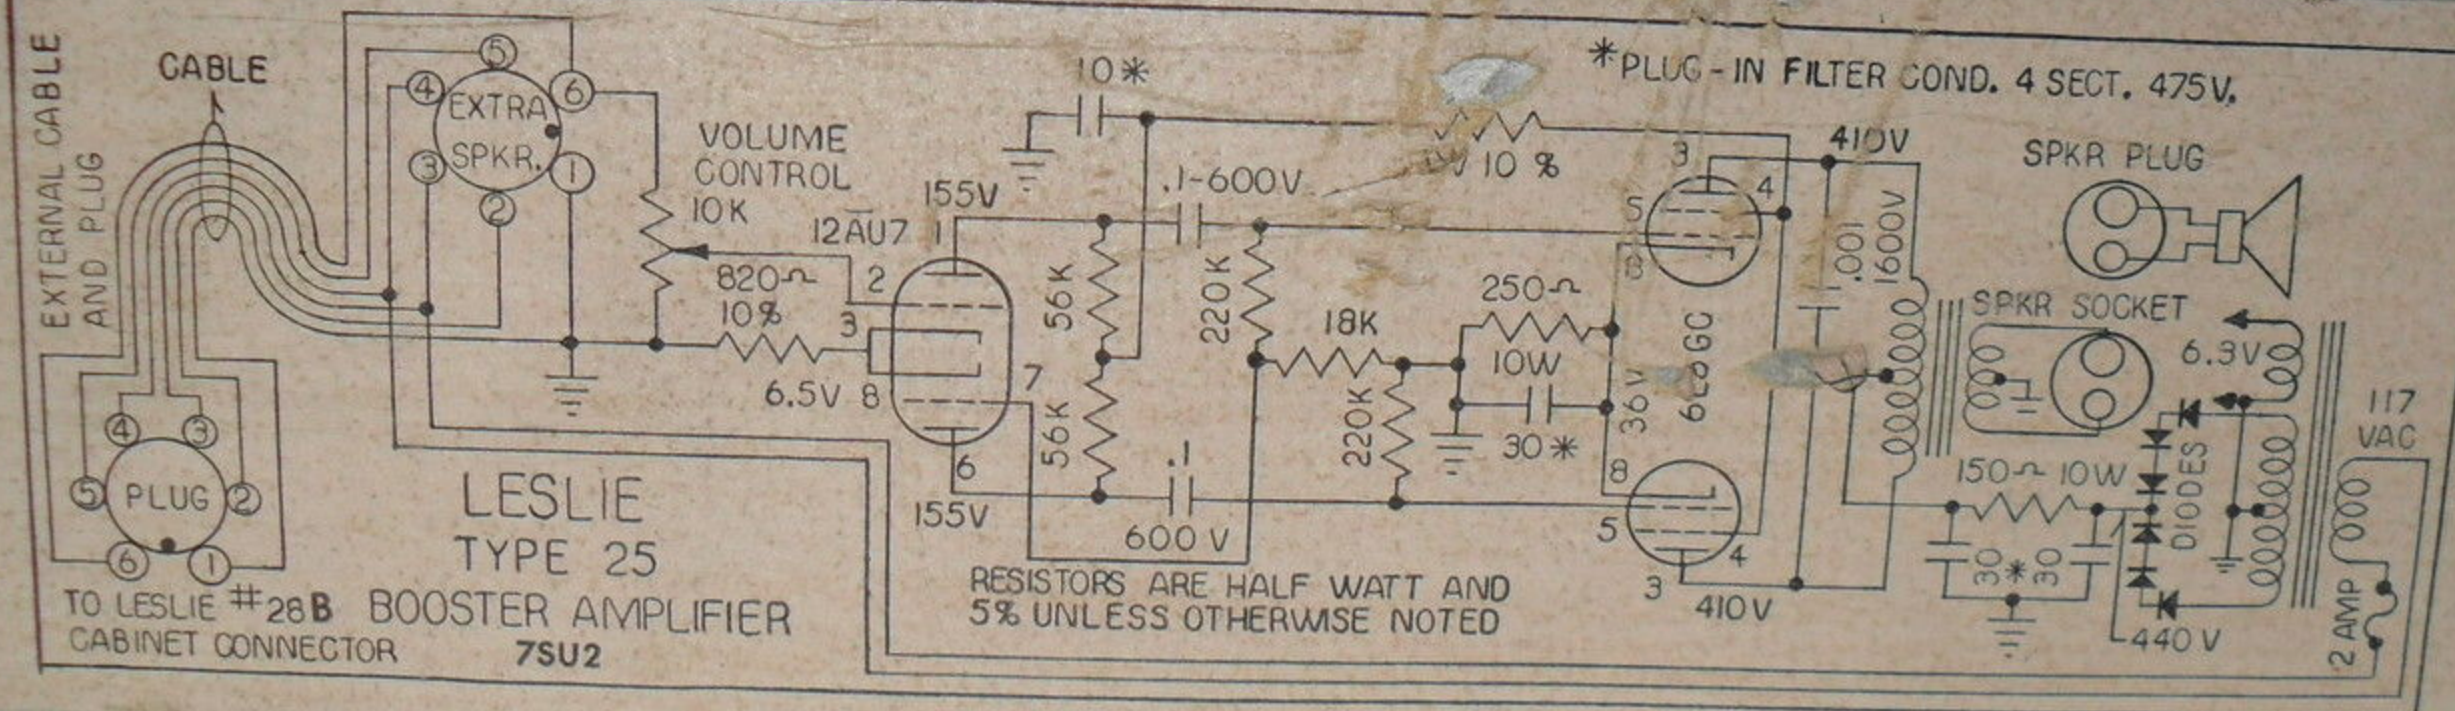 EXTERNAL CABLE
AND PLUG
CABLE
5
4
6
EXTRA
SPKR.
3
1
2
VOLUME
CONTROL
10K
12AU7
155V
1
2
820Ω
10%
3
6.5V
8
7
6
155V
10*
56K
56K
.1-600V
.1
600V
220K
18K
220K
250Ω
10W
30*
36V
10%
*PLUG-IN FILTER COND. 4 SECT. 475V.
3
410V
4
5
8
8
5
4
3
410V
.001
1600V
SPKR PLUG
SPKR SOCKET
6.3V
117
VAC
150Ω 10W
DIODES
30*30
440V
2 AMP
4
3
5
PLUG
2
6
1
TO LESLIE #28B
CABINET CONNECTOR
LESLIE
TYPE 25
BOOSTER AMPLIFIER
7SU2
RESISTORS ARE HALF WATT AND
5% UNLESS OTHERWISE NOTED